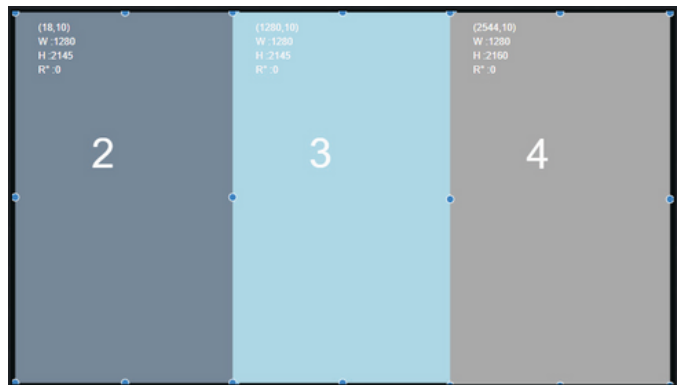 (18,10)
W :1280
H :2145
R° :0
2
(1280,10)
W :1280
H :2145
R° :0
3
(2544,10)
W :1280
H :2160
R° :0
4